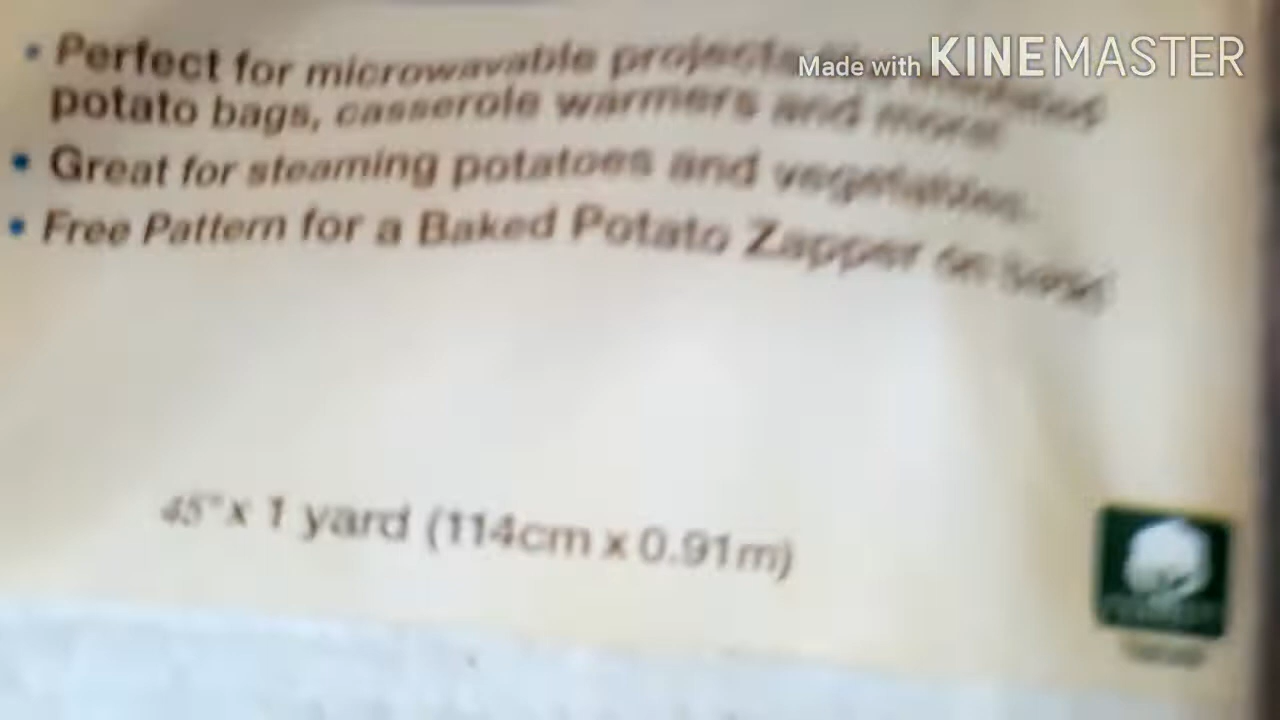 Made with KINEMASTER
• Perfect for microwavable projects
potato bags, casserole warmers and more.
• Great for steaming potatoes and vegetables.
• Free Pattern for a Baked Potato Zapper on
45" x 1 yard (114cm x 0.91m)